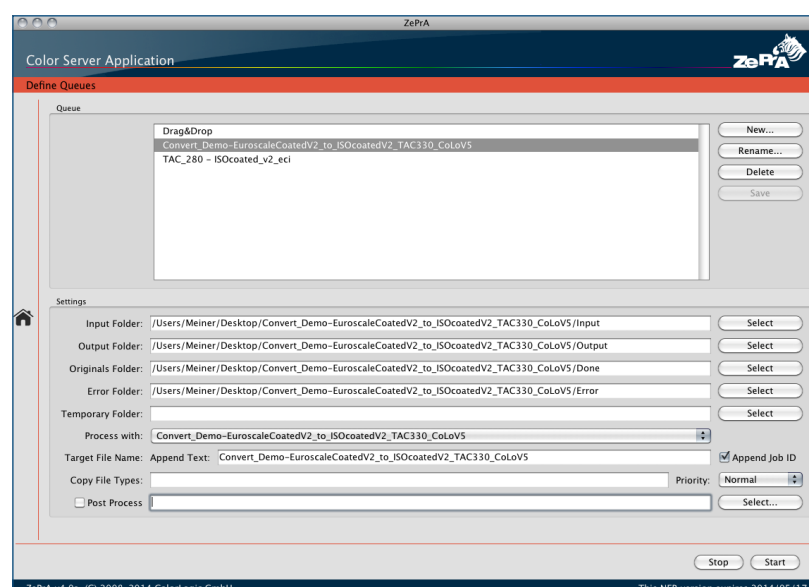 ZePrA
Color Server Application
ZePrA
Define Queues
Queue
Drag&Drop
Convert_Demo-EuroscaleCoatedV2_to_ISOcoatedV2_TAC330_CoLoV5
TAC_280 - ISOcoated_v2_eci
New...
Rename...
Delete
Save
Settings
Input Folder: /Users/Meiner/Desktop/Convert_Demo-EuroscaleCoatedV2_to_ISOcoatedV2_TAC330_CoLoV5/Input Select
Output Folder: /Users/Meiner/Desktop/Convert_Demo-EuroscaleCoatedV2_to_ISOcoatedV2_TAC330_CoLoV5/Output Select
Originals Folder: /Users/Meiner/Desktop/Convert_Demo-EuroscaleCoatedV2_to_ISOcoatedV2_TAC330_CoLoV5/Done Select
Error Folder: /Users/Meiner/Desktop/Convert_Demo-EuroscaleCoatedV2_to_ISOcoatedV2_TAC330_CoLoV5/Error Select
Temporary Folder: Select
Process with: Convert_Demo-EuroscaleCoatedV2_to_ISOcoatedV2_TAC330_CoLoV5
Target File Name: Append Text: Convert_Demo-EuroscaleCoatedV2_to_ISOcoatedV2_TAC330_CoLoV5 Append Job ID
Copy File Types: Priority: Normal
Post Process Select...
Stop Start